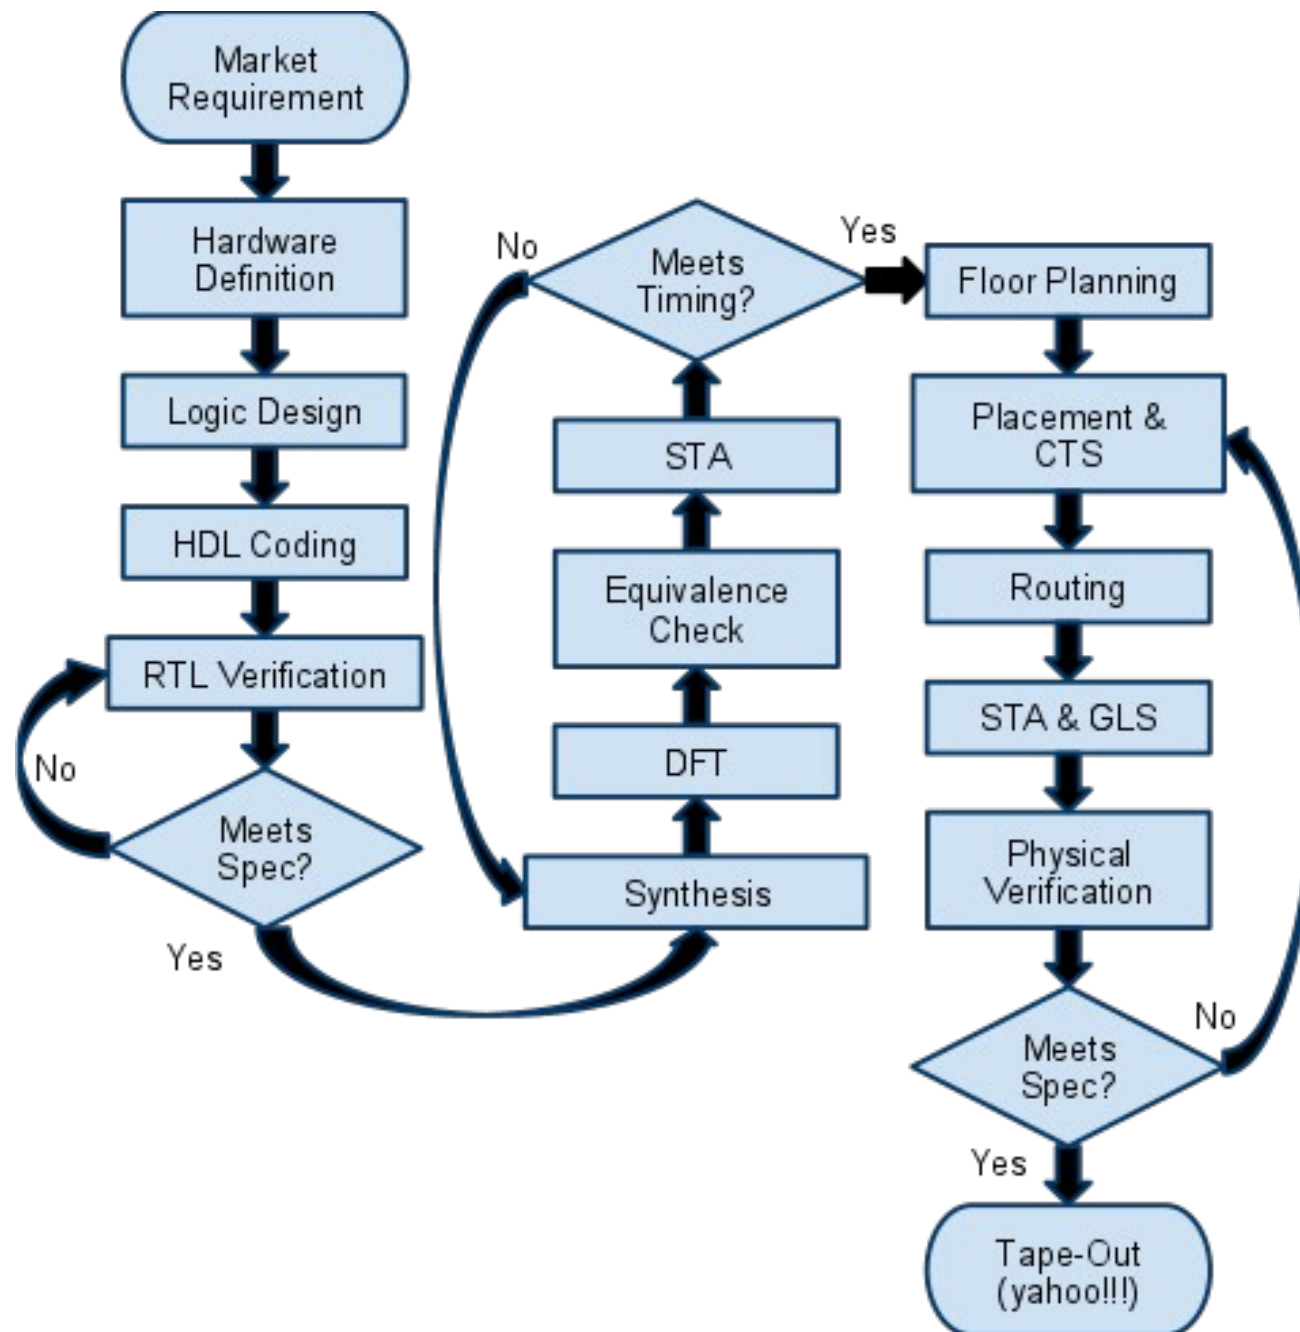 Market
Requirement
Hardware
Definition
Logic Design
HDL Coding
RTL Verification
No
Meets
Spec?
Yes
No
Meets
Timing?
Yes
STA
Equivalence
Check
DFT
Synthesis
Floor Planning
Placement &
CTS
Routing
STA & GLS
Physical
Verification
No
Meets
Spec?
Yes
Tape-Out
(yahoo!!!)